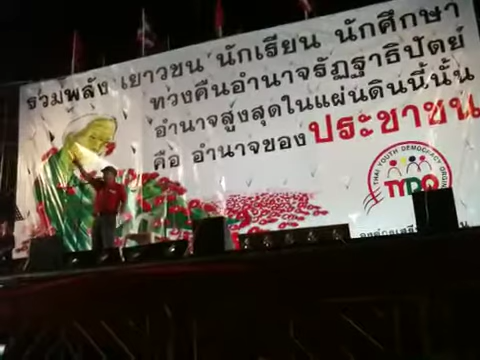 รวมพลัง เยาวชน นักเรียน นักศึกษา
ทวงคืนอำนาจรัฏฐาธิปัตย์
อำนาจสูงสุดในแผ่นดินนี้นั้น
คือ อำนาจของประชาชน
THAI YOUTH DEMOCRACY ORGANI
TYDO